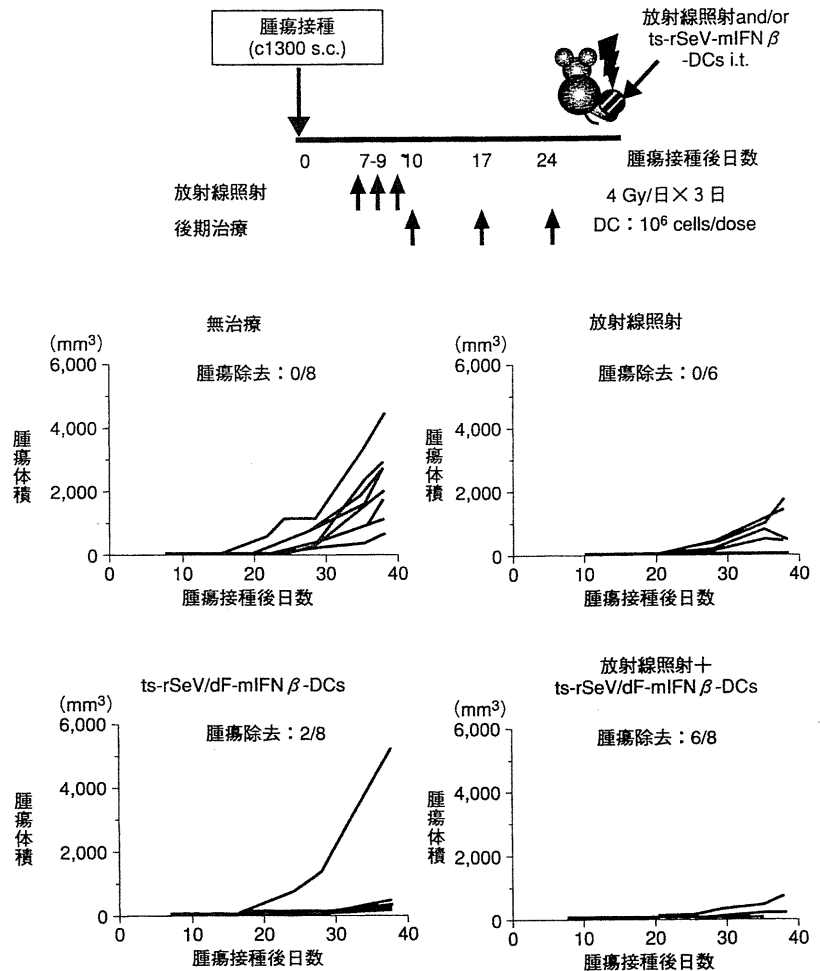 腫瘍接種
(c1300 s.c.)
放射線照射and/or
ts-rSeV-mIFN β
-DCs i.t.
0 7-9 10 17 24 腫瘍接種後日数
放射線照射 4 Gy/日×3日
後期治療 DC：10⁶ cells/dose
無治療
(mm³)
腫瘍除去：0/8
6,000
4,000
2,000
0
腫瘍体積
0 10 20 30 40
腫瘍接種後日数
放射線照射
(mm³)
腫瘍除去：0/6
6,000
4,000
2,000
0
腫瘍体積
0 10 20 30 40
腫瘍接種後日数
ts-rSeV/dF-mIFN β-DCs
(mm³)
腫瘍除去：2/8
6,000
4,000
2,000
0
腫瘍体積
0 10 20 30 40
腫瘍接種後日数
放射線照射＋
ts-rSeV/dF-mIFN β-DCs
(mm³)
腫瘍除去：6/8
6,000
4,000
2,000
0
腫瘍体積
0 10 20 30 40
腫瘍接種後日数